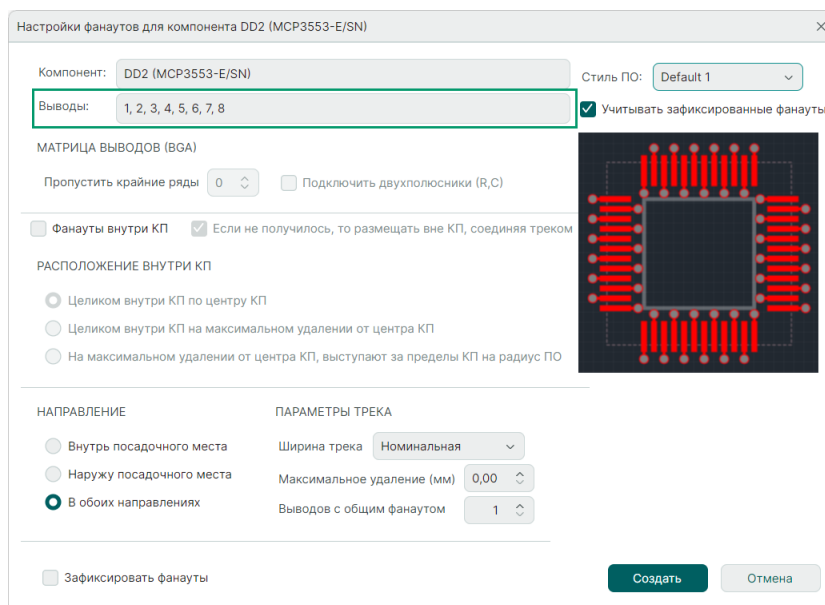 Настройки фанаутов для компонента DD2 (MCP3553-E/SN)
Компонент: DD2 (MCP3553-E/SN)
Стиль ПО: Default 1
Выводы: 1, 2, 3, 4, 5, 6, 7, 8
Учитывать зафиксированные фанауты
МАТРИЦА ВЫВОДОВ (BGA)
Пропустить крайние ряды 0
Подключить двухполюсники (R,C)
Фанауты внутри КП
Если не получилось, то размещать вне КП, соединяя треком
РАСПОЛОЖЕНИЕ ВНУТРИ КП
Целиком внутри КП по центру КП
Целиком внутри КП на максимальном удалении от центра КП
На максимальном удалении от центра КП, выступают за пределы КП на радиус ПО
НАПРАВЛЕНИЕ
Внутрь посадочного места
Наружу посадочного места
В обоих направлениях
ПАРАМЕТРЫ ТРЕКА
Ширина трека Номинальная
Максимальное удаление (мм) 0,00
Выводов с общим фанаутом 1
Зафиксировать фанауты
Создать
Отмена